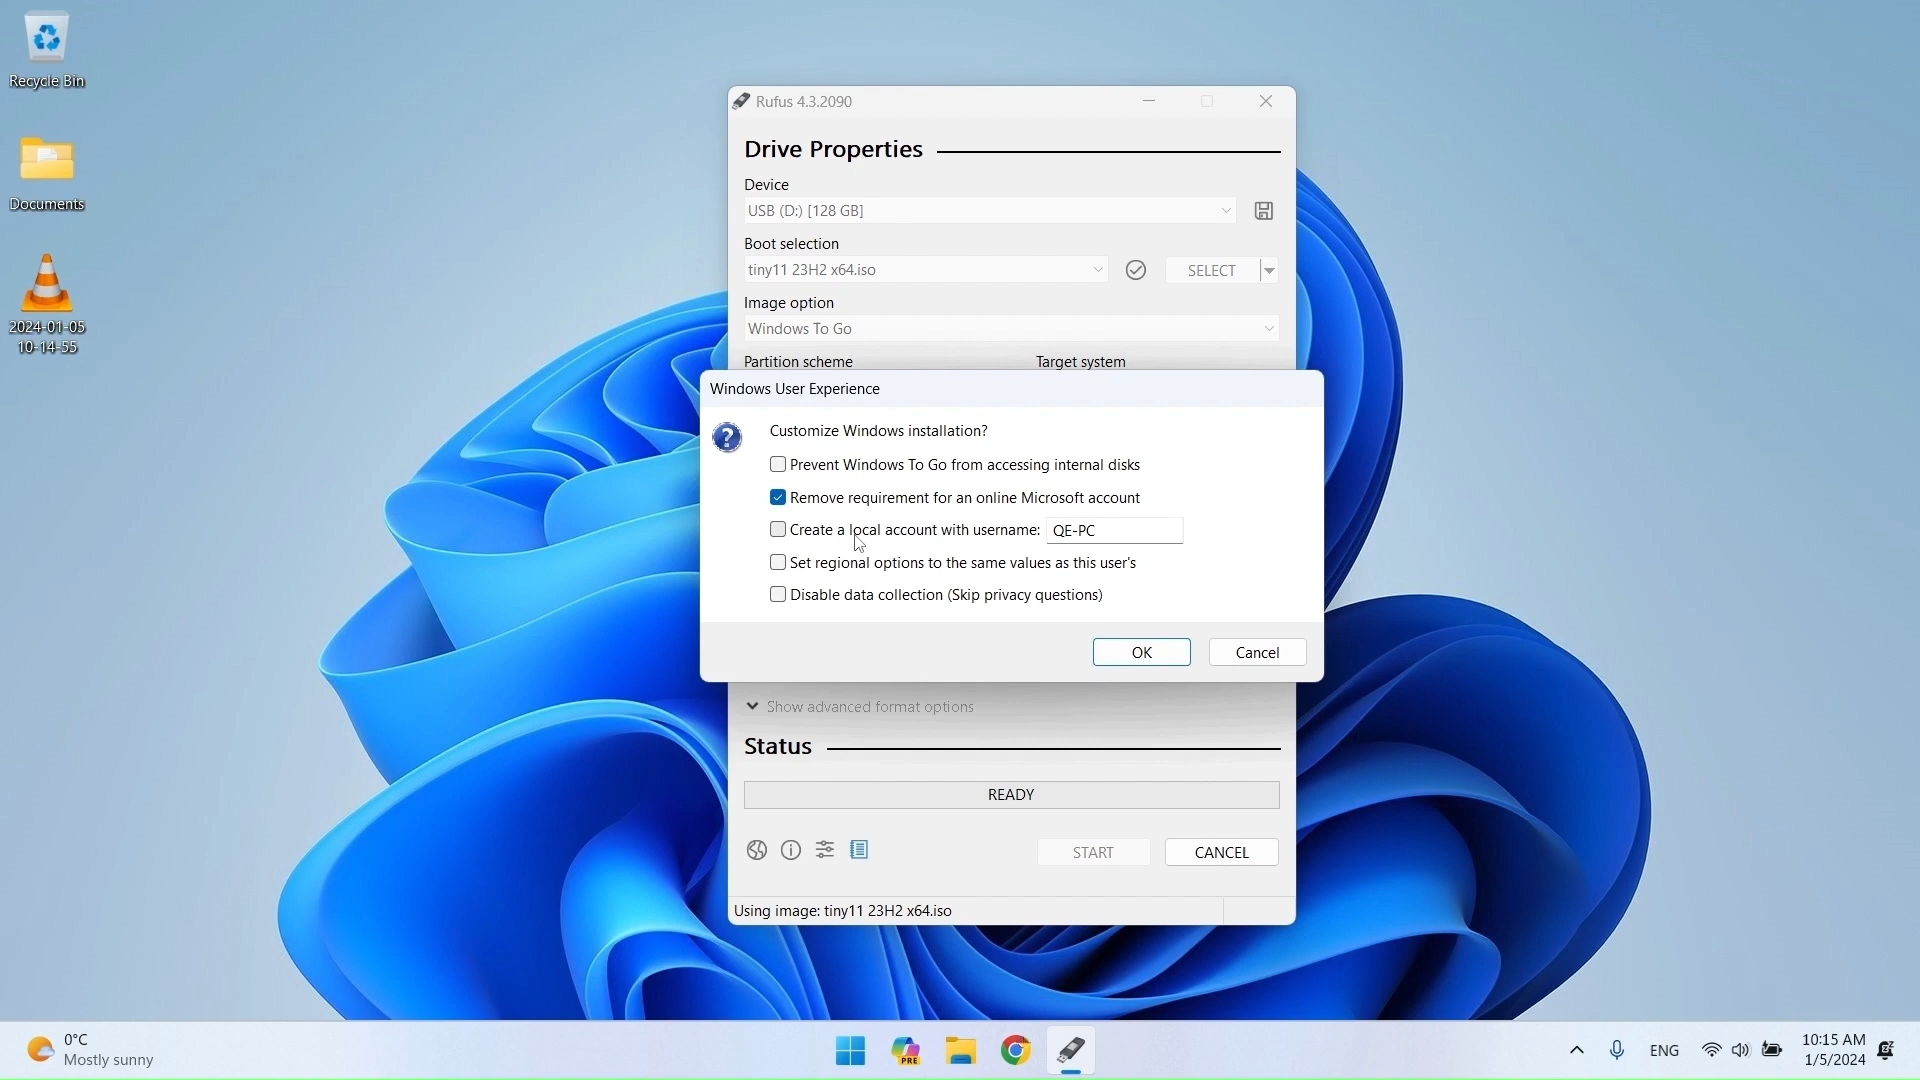 Recycle Bin
Documents
2024-01-05
10-14-55
Rufus 4.3.2090
Drive Properties
Device
USB (D:) [128 GB]
Boot selection
tiny11 23H2 x64.iso
SELECT
Image option
Windows To Go
Partition scheme
Target system
Windows User Experience
Customize Windows installation?
Prevent Windows To Go from accessing internal disks
Remove requirement for an online Microsoft account
Create a local account with username: QE-PC
Set regional options to the same values as this user's
Disable data collection (Skip privacy questions)
OK
Cancel
Show advanced format options
Status
READY
START
CANCEL
Using image: tiny11 23H2 x64.iso
0°C
Mostly sunny
PRE
ENG
10:15 AM
1/5/2024